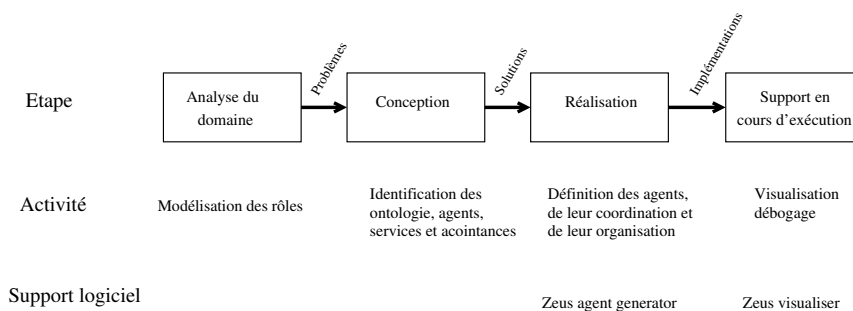 Problèmes
Solutions
Implémentations
Etape
Analyse du
domaine
Conception
Réalisation
Support en
cours d'exécution
Activité
Modélisation des rôles
Identification des
ontologie, agents,
services et acointances
Définition des agents,
de leur coordination et
de leur organisation
Visualisation
débogage
Support logiciel
Zeus agent generator
Zeus visualiser